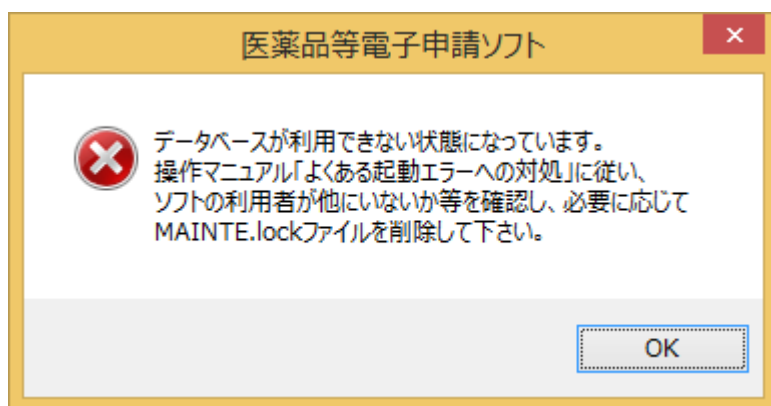 医薬品等電子申請ソフト
データベースが利用できない状態になっています。
操作マニュアル「よくある起動エラーへの対処」に従い、
ソフトの利用者が他にいないか等を確認し、必要に応じて
MAINTE.lockファイルを削除して下さい。
OK